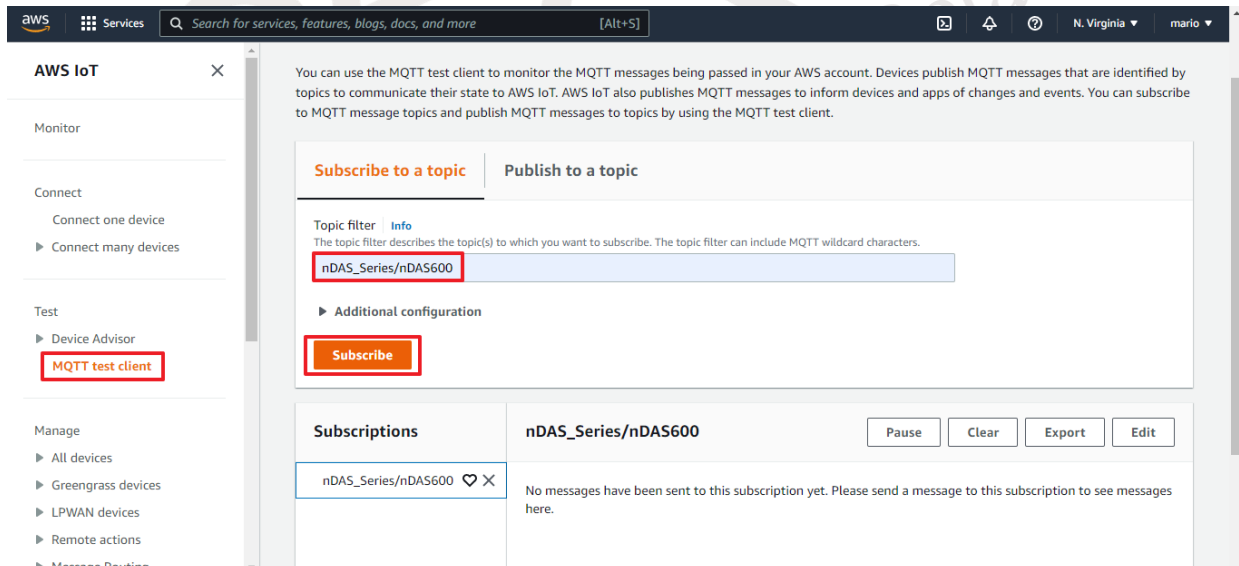 aws
Services
Search for services, features, blogs, docs, and more
[Alt+S]
N. Virginia
mario
AWS IoT
Monitor
Connect
Connect one device
Connect many devices
Test
Device Advisor
MQTT test client
Manage
All devices
Greengrass devices
LPWAN devices
Remote actions
Message Routing
You can use the MQTT test client to monitor the MQTT messages being passed in your AWS account. Devices publish MQTT messages that are identified by
topics to communicate their state to AWS IoT. AWS IoT also publishes MQTT messages to inform devices and apps of changes and events. You can subscribe
to MQTT message topics and publish MQTT messages to topics by using the MQTT test client.
Subscribe to a topic
Publish to a topic
Topic filter Info
The topic filter describes the topic(s) to which you want to subscribe. The topic filter can include MQTT wildcard characters.
nDAS_Series/nDAS600
Additional configuration
Subscribe
Subscriptions
nDAS_Series/nDAS600
nDAS_Series/nDAS600
Pause
Clear
Export
Edit
No messages have been sent to this subscription yet. Please send a message to this subscription to see messages
here.